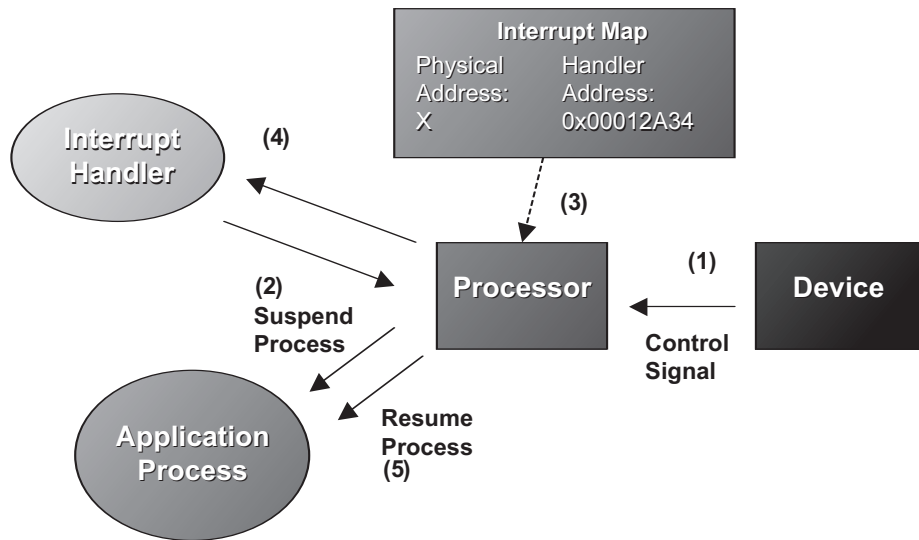 Interrupt Map
Physical Address: X
Handler Address: 0x00012A34
Interrupt Handler
(4)
(3)
(1)
Processor
Device
(2)
Suspend Process
Control Signal
Application Process
Resume Process
(5)